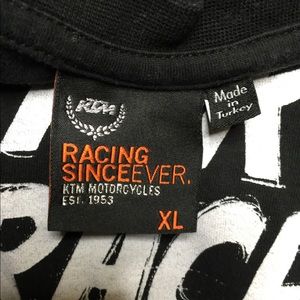 KTM
RACING
SINCEEVER.
KTM MOTORCYCLES
EST. 1953
XL
Made
in
Turkey